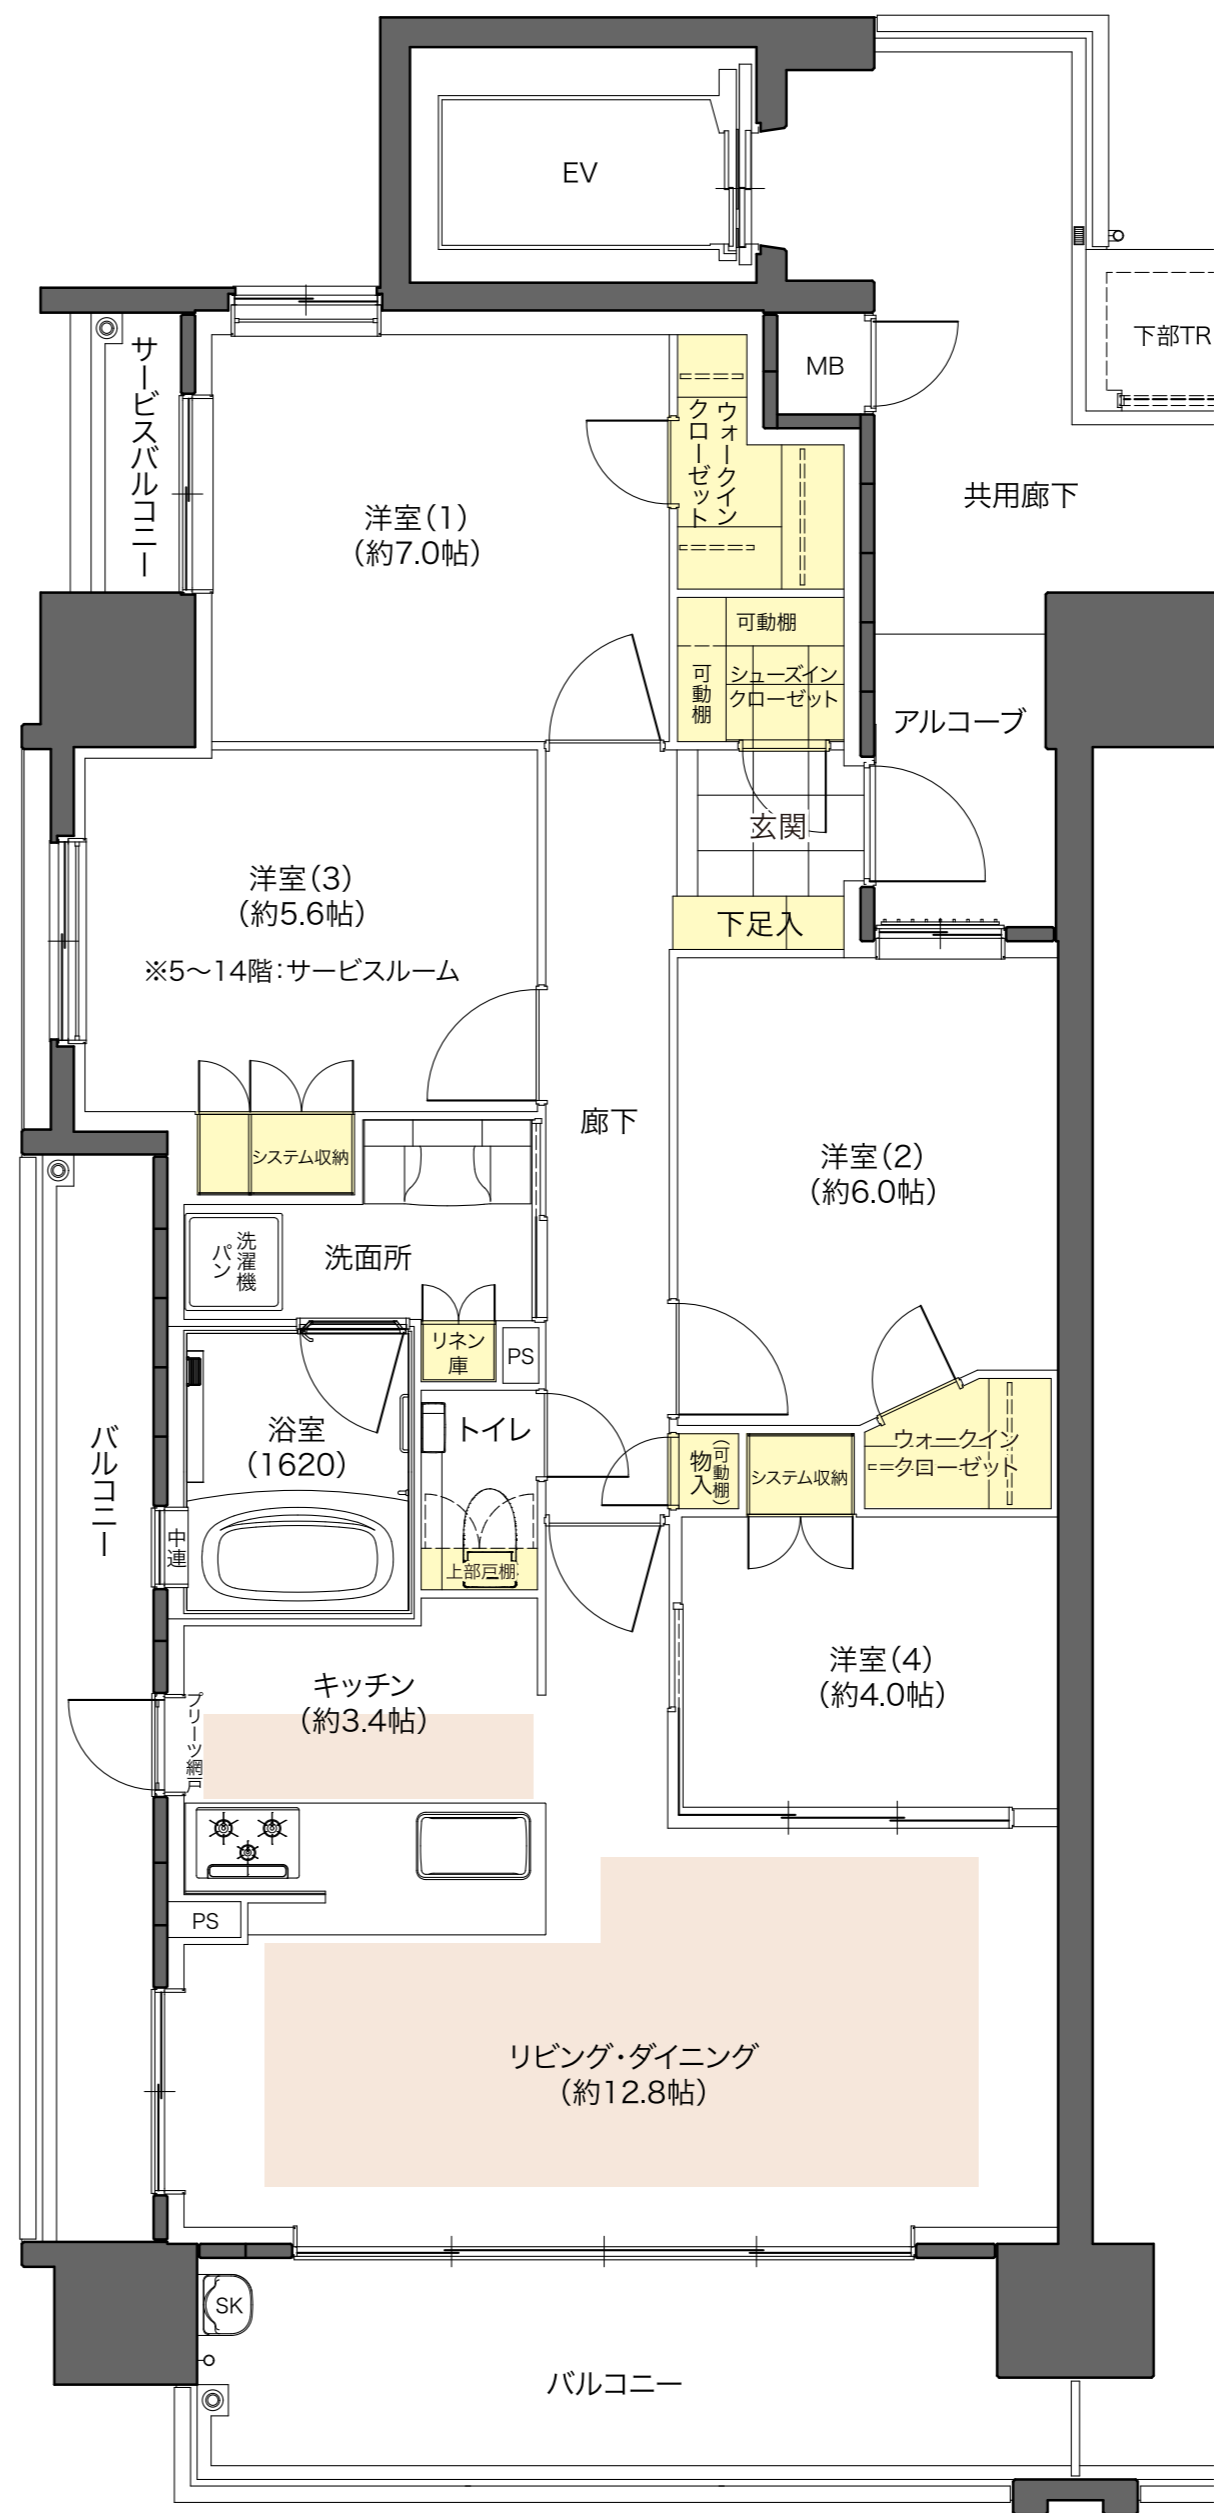 EV
下部TR
MB
サービスバルコニー
ウォークイン
クローゼット
共用廊下
洋室(1)
(約7.0帖)
可動棚
可動棚
シューズイン
クローゼット
アルコーブ
玄関
下足入
洋室(3)
(約5.6帖)
※5～14階:サービスルーム
廊下
システム収納
洋室(2)
(約6.0帖)
洗濯機
パン
洗面所
リネン
庫
PS
バルコニー
浴室
(1620)
トイレ
物入
(可動棚)
システム収納
ウォークイン
クローゼット
中連
上部戸棚
キッチン
(約3.4帖)
洋室(4)
(約4.0帖)
プリーツ網戸
PS
リビング・ダイニング
(約12.8帖)
SK
バルコニー